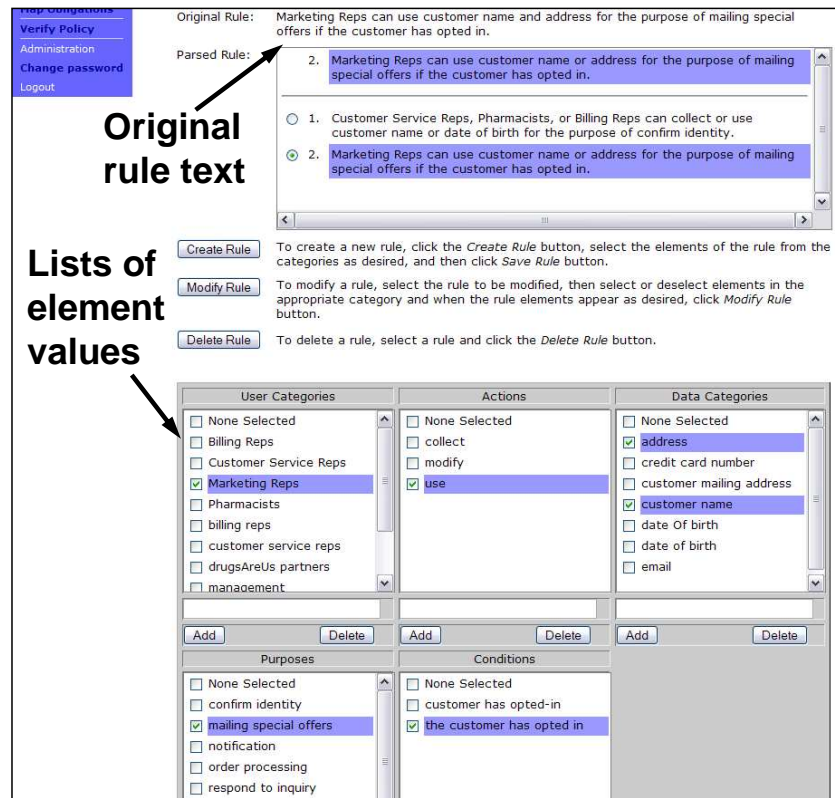 Map Obligations
Verify Policy
Administration
Change password
Logout
Original Rule: Marketing Reps can use customer name and address for the purpose of mailing special
offers if the customer has opted in.
Parsed Rule:
2. Marketing Reps can use customer name or address for the purpose of mailing
special offers if the customer has opted in.
1. Customer Service Reps, Pharmacists, or Billing Reps can collect or use
customer name or date of birth for the purpose of confirm identity.
2. Marketing Reps can use customer name or address for the purpose of mailing
special offers if the customer has opted in.
Original
rule text
Create Rule To create a new rule, click the Create Rule button, select the elements of the rule from the
categories as desired, and then click Save Rule button.
Modify Rule To modify a rule, select the rule to be modified, then select or deselect elements in the
appropriate category and when the rule elements appear as desired, click Modify Rule
button.
Delete Rule To delete a rule, select a rule and click the Delete Rule button.
Lists of
element
values
User Categories
None Selected
Billing Reps
Customer Service Reps
Marketing Reps
Pharmacists
billing reps
customer service reps
drugsAreUs partners
management
Add Delete
Actions
None Selected
collect
modify
use
Add Delete
Data Categories
None Selected
address
credit card number
customer mailing address
customer name
date Of birth
date of birth
email
Add Delete
Purposes
None Selected
confirm identity
mailing special offers
notification
order processing
respond to inquiry
Conditions
None Selected
customer has opted-in
the customer has opted in